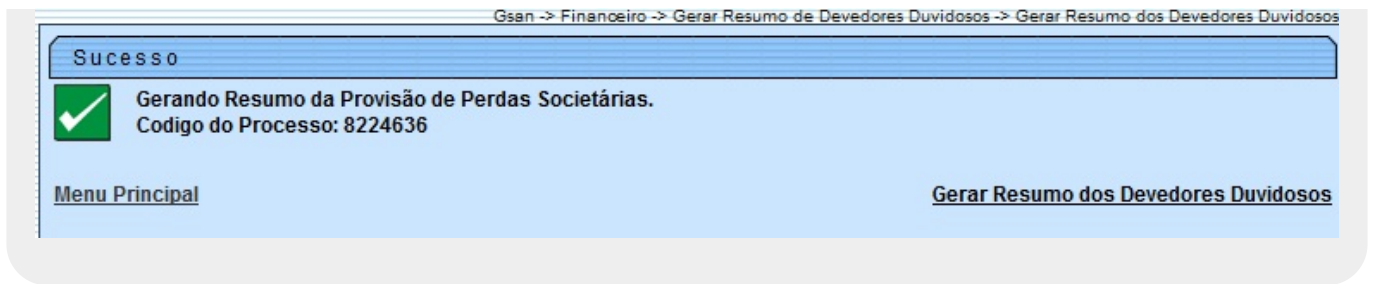 Gsan -> Financeiro -> Gerar Resumo de Devedores Duvidosos -> Gerar Resumo dos Devedores Duvidosos
Sucesso
Gerando Resumo da Provisão de Perdas Societárias.
Codigo do Processo: 8224636
Menu Principal
Gerar Resumo dos Devedores Duvidosos